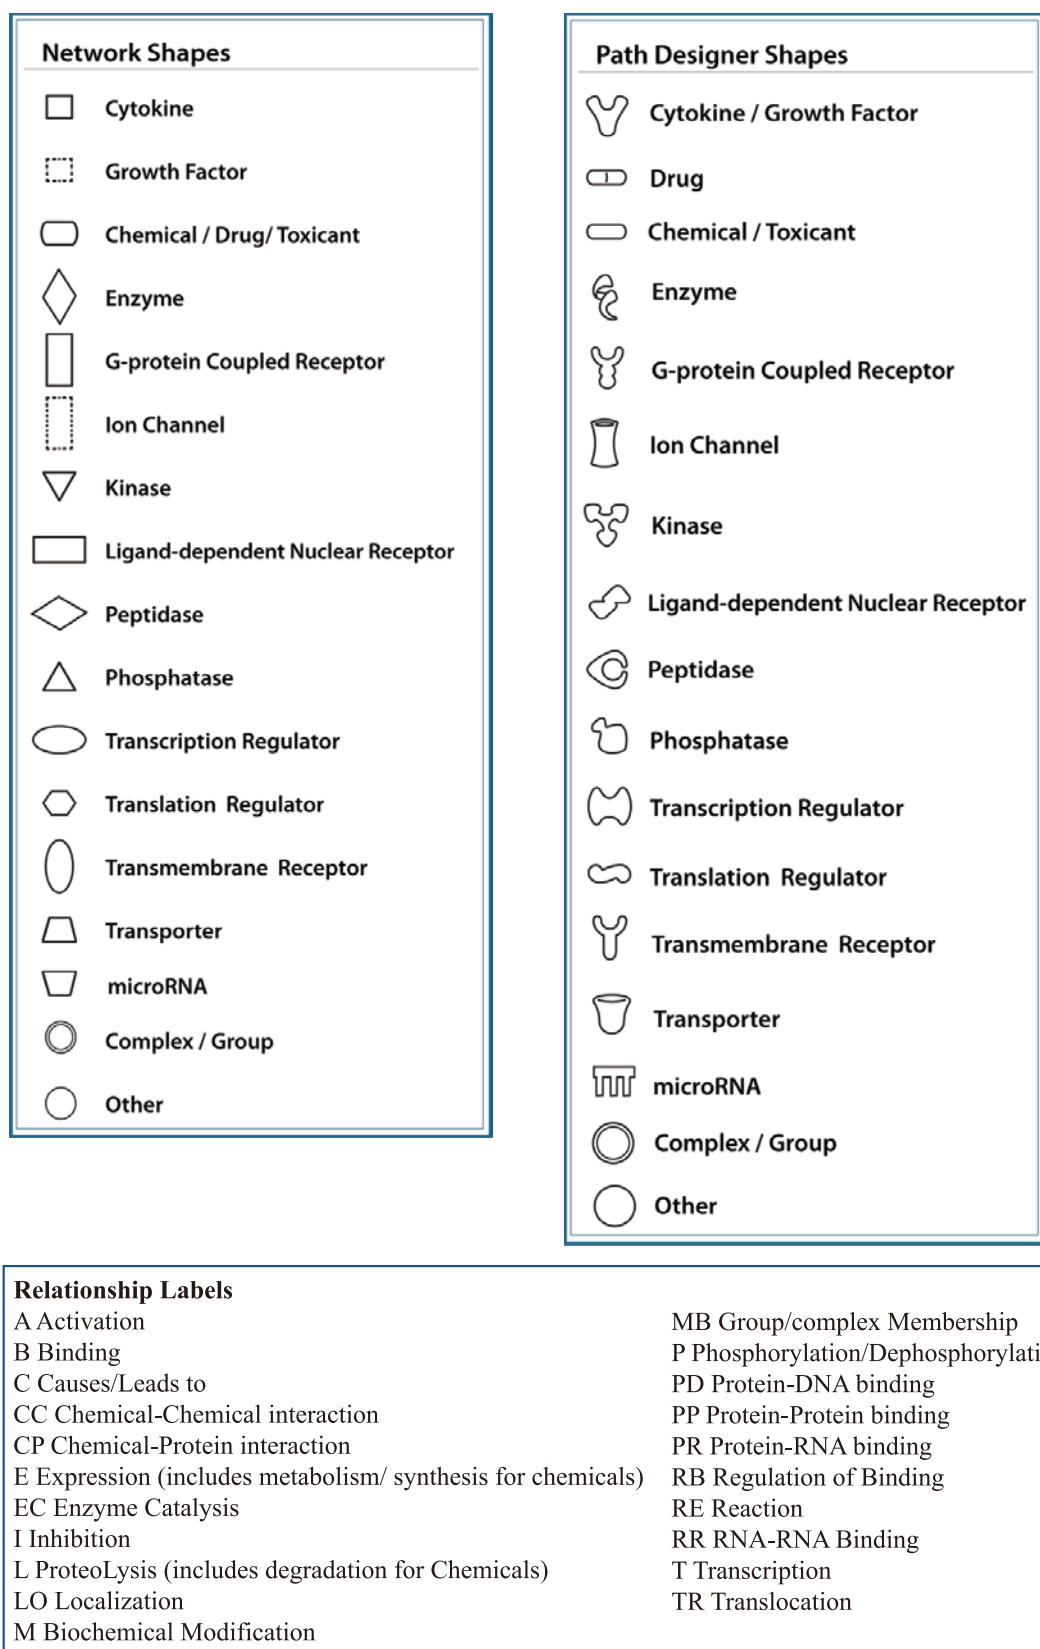 Network Shapes
Cytokine
Growth Factor
Chemical / Drug/ Toxicant
Enzyme
G-protein Coupled Receptor
Ion Channel
Kinase
Ligand-dependent Nuclear Receptor
Peptidase
Phosphatase
Transcription Regulator
Translation Regulator
Transmembrane Receptor
Transporter
microRNA
Complex / Group
Other
Path Designer Shapes
Cytokine / Growth Factor
Drug
Chemical / Toxicant
Enzyme
G-protein Coupled Receptor
Ion Channel
Kinase
Ligand-dependent Nuclear Receptor
Peptidase
Phosphatase
Transcription Regulator
Translation Regulator
Transmembrane Receptor
Transporter
microRNA
Complex / Group
Other
Relationship Labels
A Activation
B Binding
C Causes/Leads to
CC Chemical-Chemical interaction
CP Chemical-Protein interaction
E Expression (includes metabolism/ synthesis for chemicals)
EC Enzyme Catalysis
I Inhibition
L ProteoLysis (includes degradation for Chemicals)
LO Localization
M Biochemical Modification
MB Group/complex Membership
P Phosphorylation/Dephosphorylati
PD Protein-DNA binding
PP Protein-Protein binding
PR Protein-RNA binding
RB Regulation of Binding
RE Reaction
RR RNA-RNA Binding
T Transcription
TR Translocation